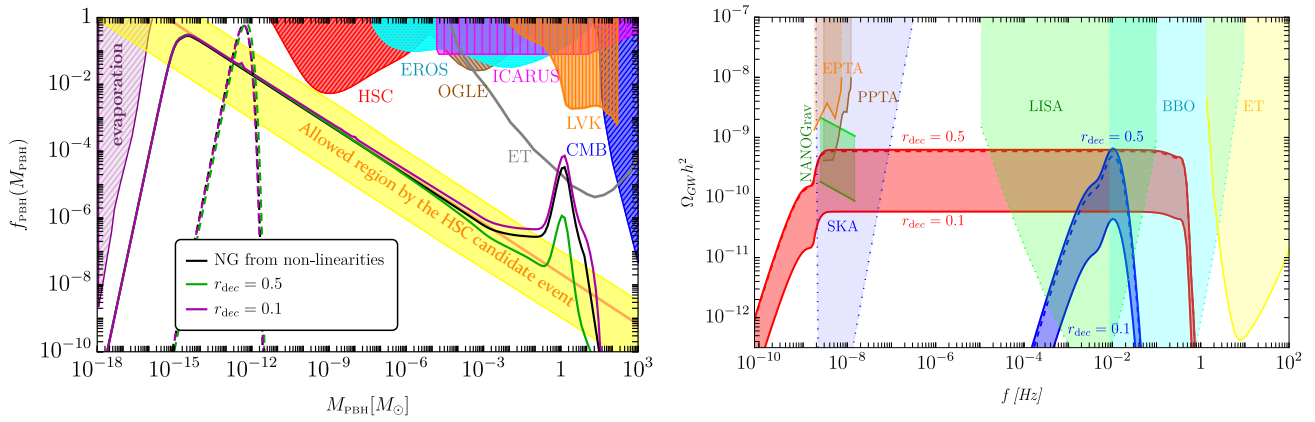 f_PBH(M_PBH)
1
10^−2
10^−4
10^−6
10^−8
10^−10
evaporation
HSC
EROS
OGLE
ICARUS
LVK
CMB
ET
Allowed region by the HSC candidate event
NG from non-linearities
r_dec = 0.5
r_dec = 0.1
10^−18 10^−15 10^−12 10^−9 10^−6 10^−3 1 10^3
M_PBH[M_⊙]
Ω_GW h^2
10^−7
10^−8
10^−9
10^−10
10^−11
10^−12
EPTA
PPTA
NANOGrav
SKA
LISA
BBO
ET
r_dec = 0.5
r_dec = 0.5
r_dec = 0.1
r_dec = 0.1
10^−10 10^−8 10^−6 10^−4 10^−2 1 10^2
f [Hz]